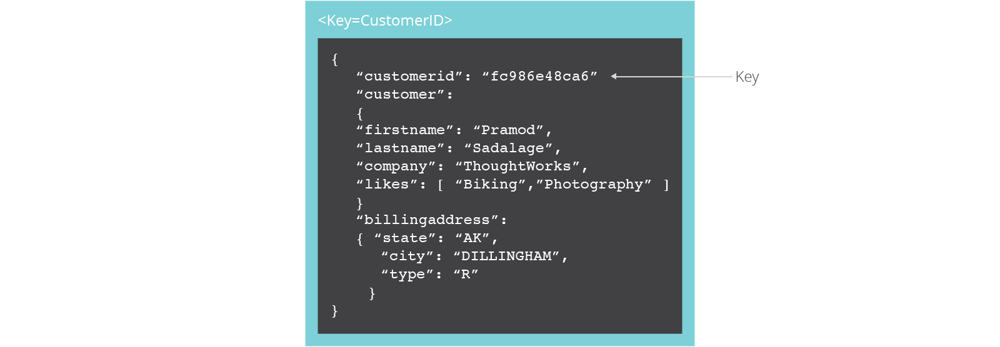 <Key=CustomerID>
{
“customerid”: “fc986e48ca6” Key
“customer”:
{
“firstname”: “Pramod”,
“lastname”: “Sadalage”,
“company”: “ThoughtWorks”,
“likes”: [ “Biking”,”Photography” ]
}
“billingaddress”:
{ “state”: “AK”,
“city”: “DILLINGHAM”,
“type”: “R”
}
}